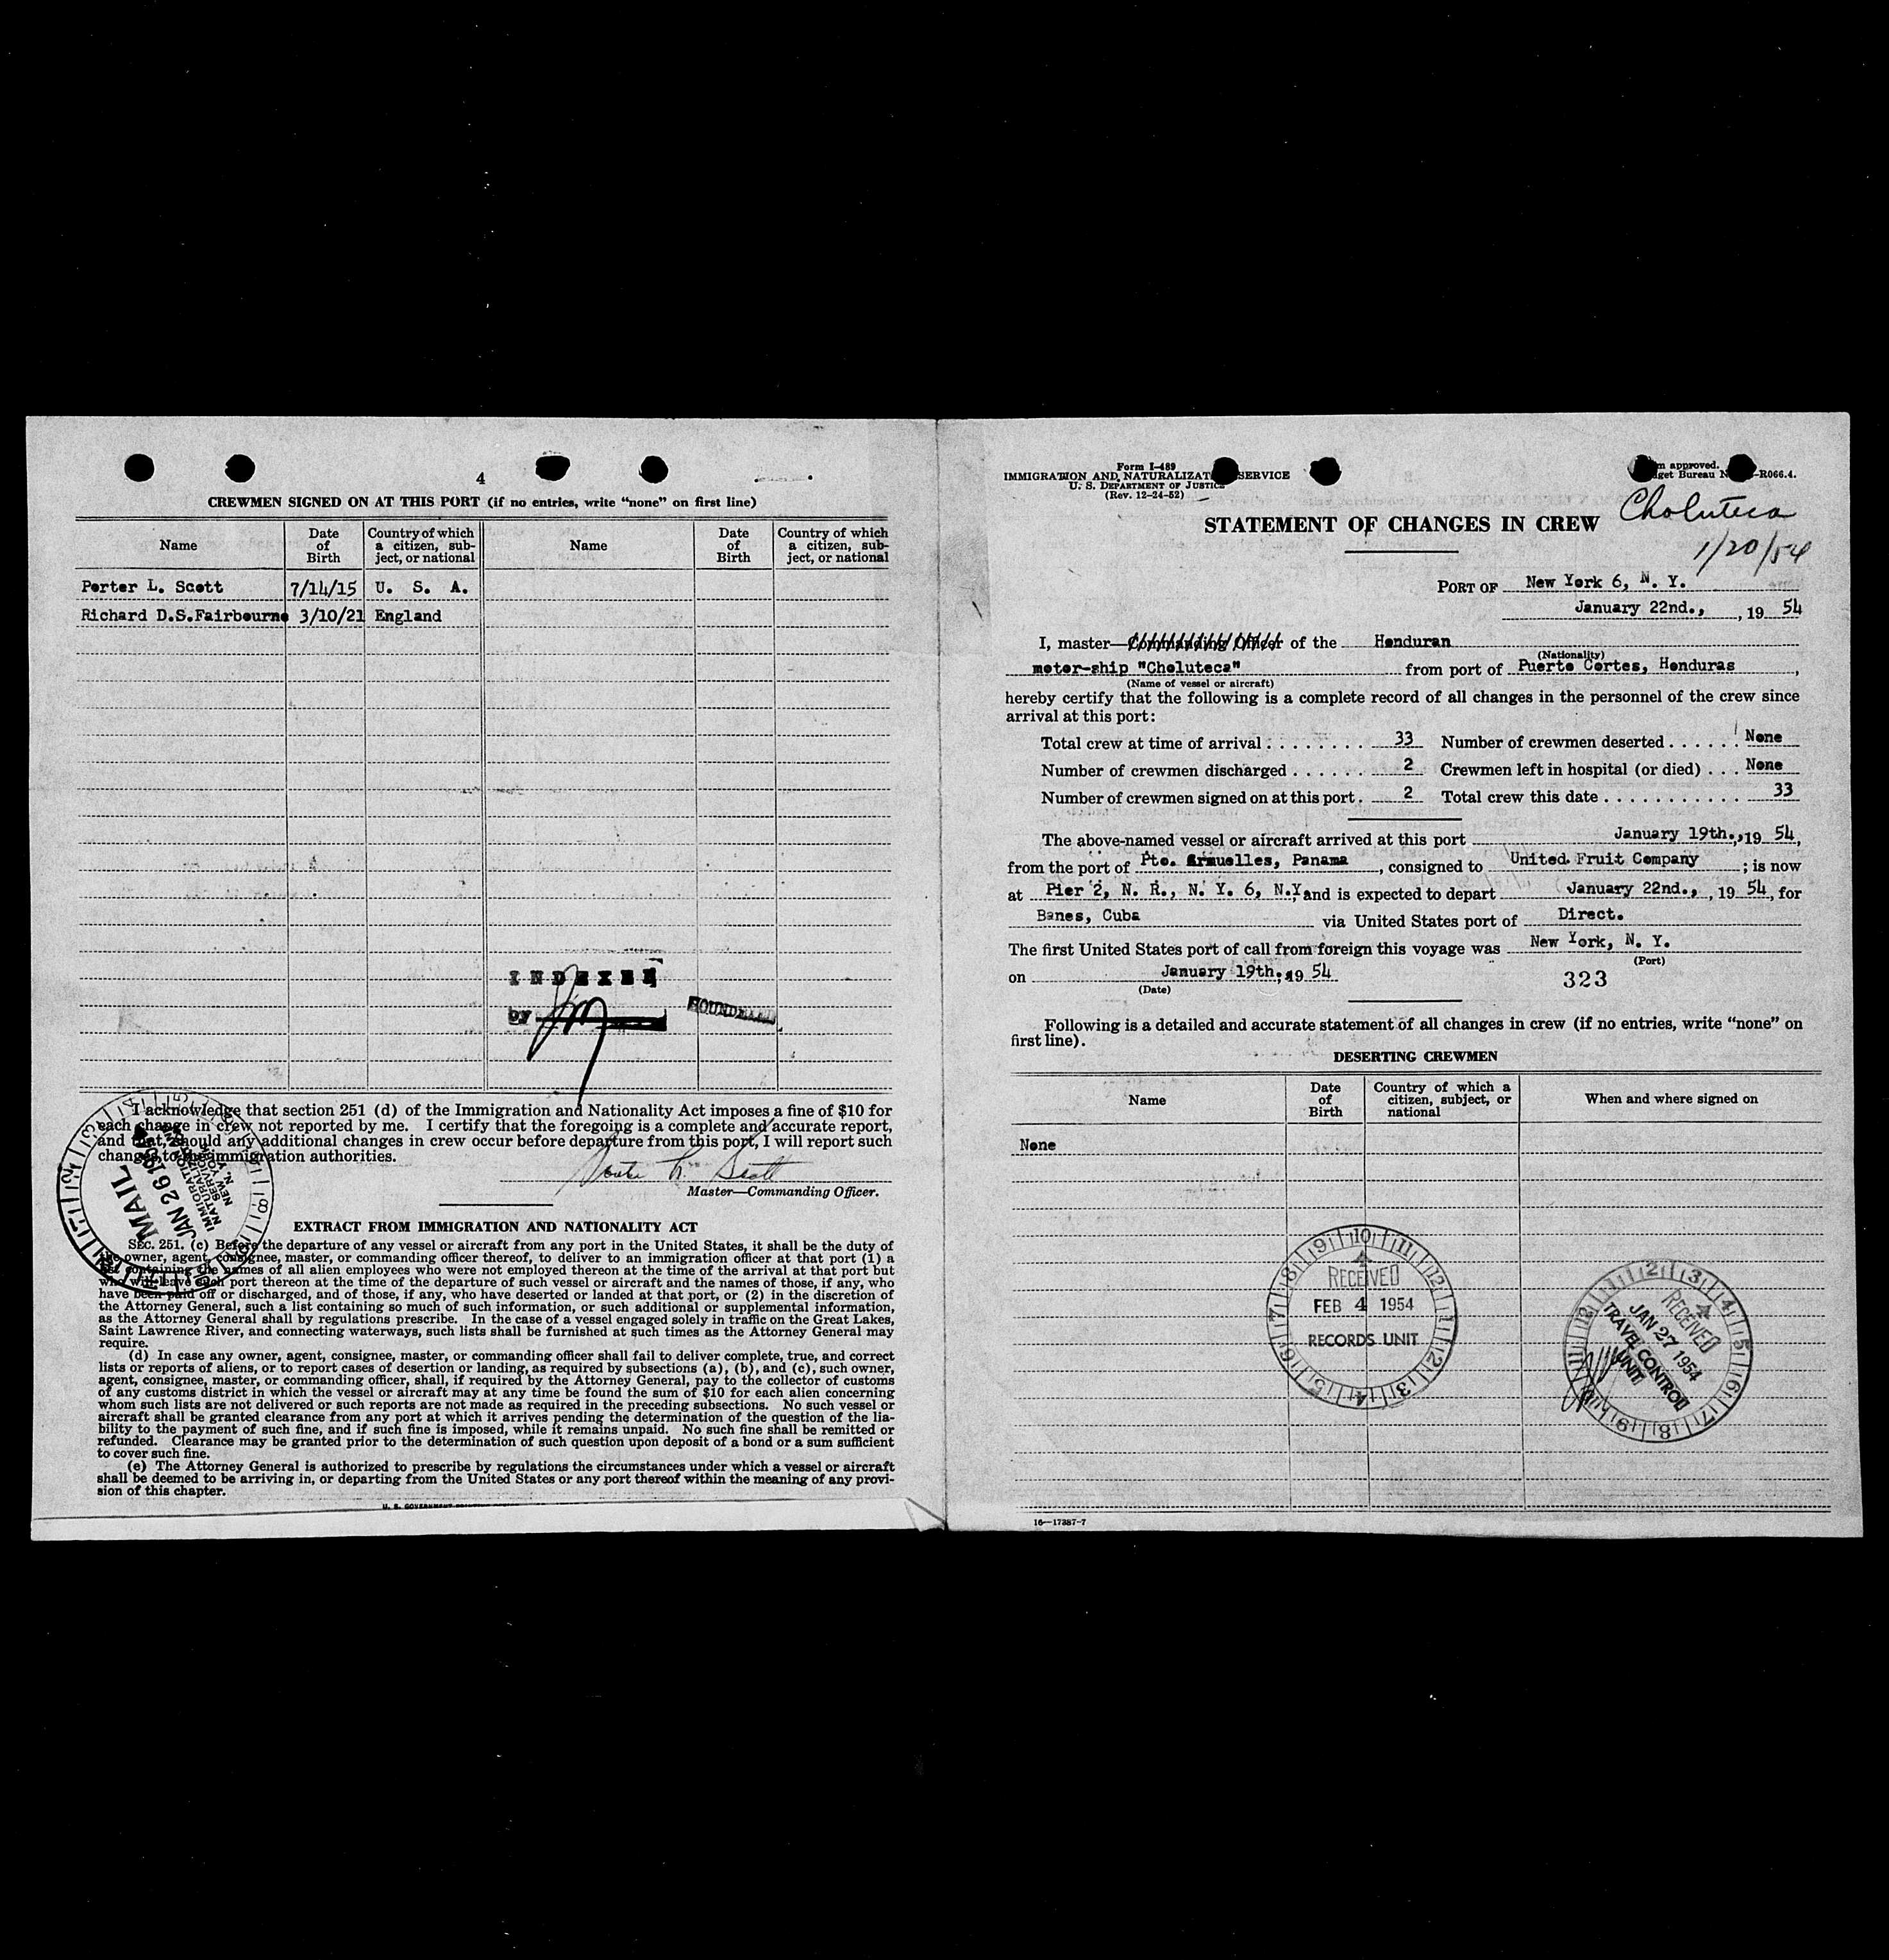 4
CREWMEN SIGNED ON AT THIS PORT (if no entries, write “none” on first line)
Name
Date of Birth
Country of which a citizen, subject, or national
Name
Date of Birth
Country of which a citizen, subject, or national
Porter L. Scott 7/14/15 U. S. A.
Richard D.S.Fairbourne 3/10/21 England
INDEXED
by
I acknowledge that section 251 (d) of the Immigration and Nationality Act imposes a fine of $10 for
each change in crew not reported by me. I certify that the foregoing is a complete and accurate report,
and that, should any additional changes in crew occur before departure from this port, I will report such
changes to the immigration authorities.
Master—Commanding Officer.
MAIL
JAN 26 19
IMMIGRATION
NATURALIZATION
SERVICE
NEW YORK
N. Y.
EXTRACT FROM IMMIGRATION AND NATIONALITY ACT
SEC. 251. (c) Before the departure of any vessel or aircraft from any port in the United States, it shall be the duty of
the owner, agent, consignee, master, or commanding officer thereof, to deliver to an immigration officer at that port (1) a
list containing the names of all alien employees who were not employed thereon at the time of the arrival at that port but
who will leave such port thereon at the time of the departure of such vessel or aircraft and the names of those, if any, who
have been paid off or discharged, and of those, if any, who have deserted or landed at that port, or (2) in the discretion of
the Attorney General, such a list containing so much of such information, or such additional or supplemental information,
as the Attorney General shall by regulations prescribe. In the case of a vessel engaged solely in traffic on the Great Lakes,
Saint Lawrence River, and connecting waterways, such lists shall be furnished at such times as the Attorney General may
require.
(d) In case any owner, agent, consignee, master, or commanding officer shall fail to deliver complete, true, and correct
lists or reports of aliens, or to report cases of desertion or landing, as required by subsections (a), (b), and (c), such owner,
agent, consignee, master, or commanding officer, shall, if required by the Attorney General, pay to the collector of customs
of any customs district in which the vessel or aircraft may at any time be found the sum of $10 for each alien concerning
whom such lists are not delivered or such reports are not made as required in the preceding subsections. No such vessel or
aircraft shall be granted clearance from any port at which it arrives pending the determination of the question of the lia-
bility to the payment of such fine, and if such fine is imposed, while it remains unpaid. No such fine shall be remitted or
refunded. Clearance may be granted prior to the determination of such question upon deposit of a bond or a sum sufficient
to cover such fine.
(e) The Attorney General is authorized to prescribe by regulations the circumstances under which a vessel or aircraft
shall be deemed to be arriving in, or departing from the United States or any port thereof within the meaning of any provi-
sion of this chapter.
U. S. GOVERNMENT
Form I-489
IMMIGRATION AND NATURALIZAT SERVICE
U. S. DEPARTMENT OF JUSTICE
(Rev. 12-24-52)
m approved.
get Bureau N -R066.4.
Choluteca
1/20/54
STATEMENT OF CHANGES IN CREW
PORT OF New York 6, N. Y.
January 22nd., , 19 54
I, master—Commanding Officer of the Honduran
(Nationality)
motor-ship "Choluteca" from port of Puerto Cortes, Honduras ,
(Name of vessel or aircraft)
hereby certify that the following is a complete record of all changes in the personnel of the crew since
arrival at this port:
Total crew at time of arrival . . . . . . . . 33 Number of crewmen deserted . . . . . . None
Number of crewmen discharged . . . . . . 2 Crewmen left in hospital (or died) . . . None
Number of crewmen signed on at this port . 2 Total crew this date . . . . . . . . . . . 33
The above-named vessel or aircraft arrived at this port January 19th., , 19 54,
from the port of Pto. Armuelles, Panama , consigned to United Fruit Company ; is now
at Pier 2, N. R., N. Y. 6, N.Y. and is expected to depart January 22nd., , 19 54, for
Banes, Cuba via United States port of Direct.
The first United States port of call from foreign this voyage was New York, N. Y.
(Port)
on January 19th., 19 54
(Date)
323
Following is a detailed and accurate statement of all changes in crew (if no entries, write “none” on
first line).
DESERTING CREWMEN
Name
Date of Birth
Country of which a citizen, subject, or national
When and where signed on
None
RECEIVED
FEB 4 1954
RECORDS UNIT
RECEIVED
JAN 27 1954
TRAVEL CONTROL
UNIT
16—17387-7